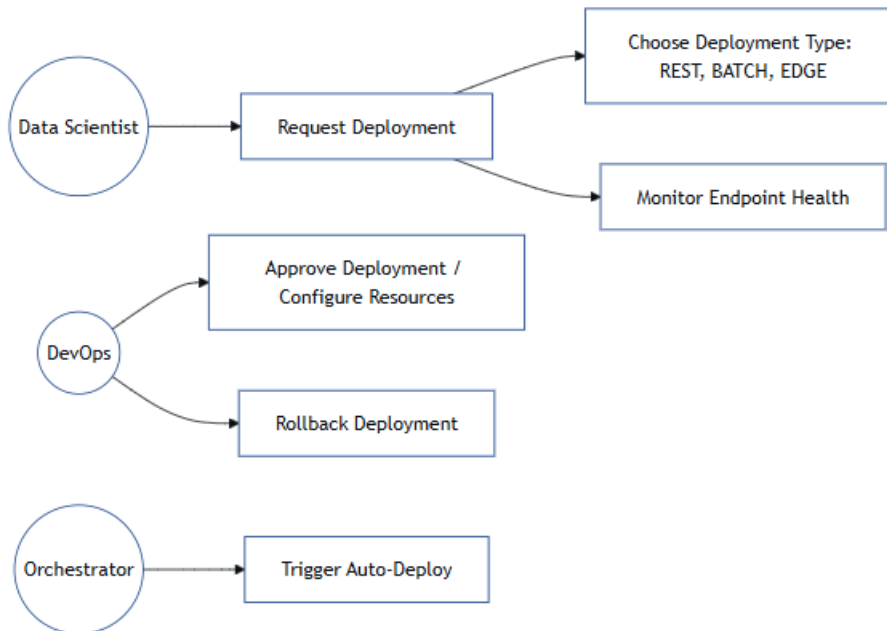 Data Scientist
Request Deployment
Choose Deployment Type:
REST, BATCH, EDGE
Monitor Endpoint Health
DevOps
Approve Deployment /
Configure Resources
Rollback Deployment
Orchestrator
Trigger Auto-Deploy